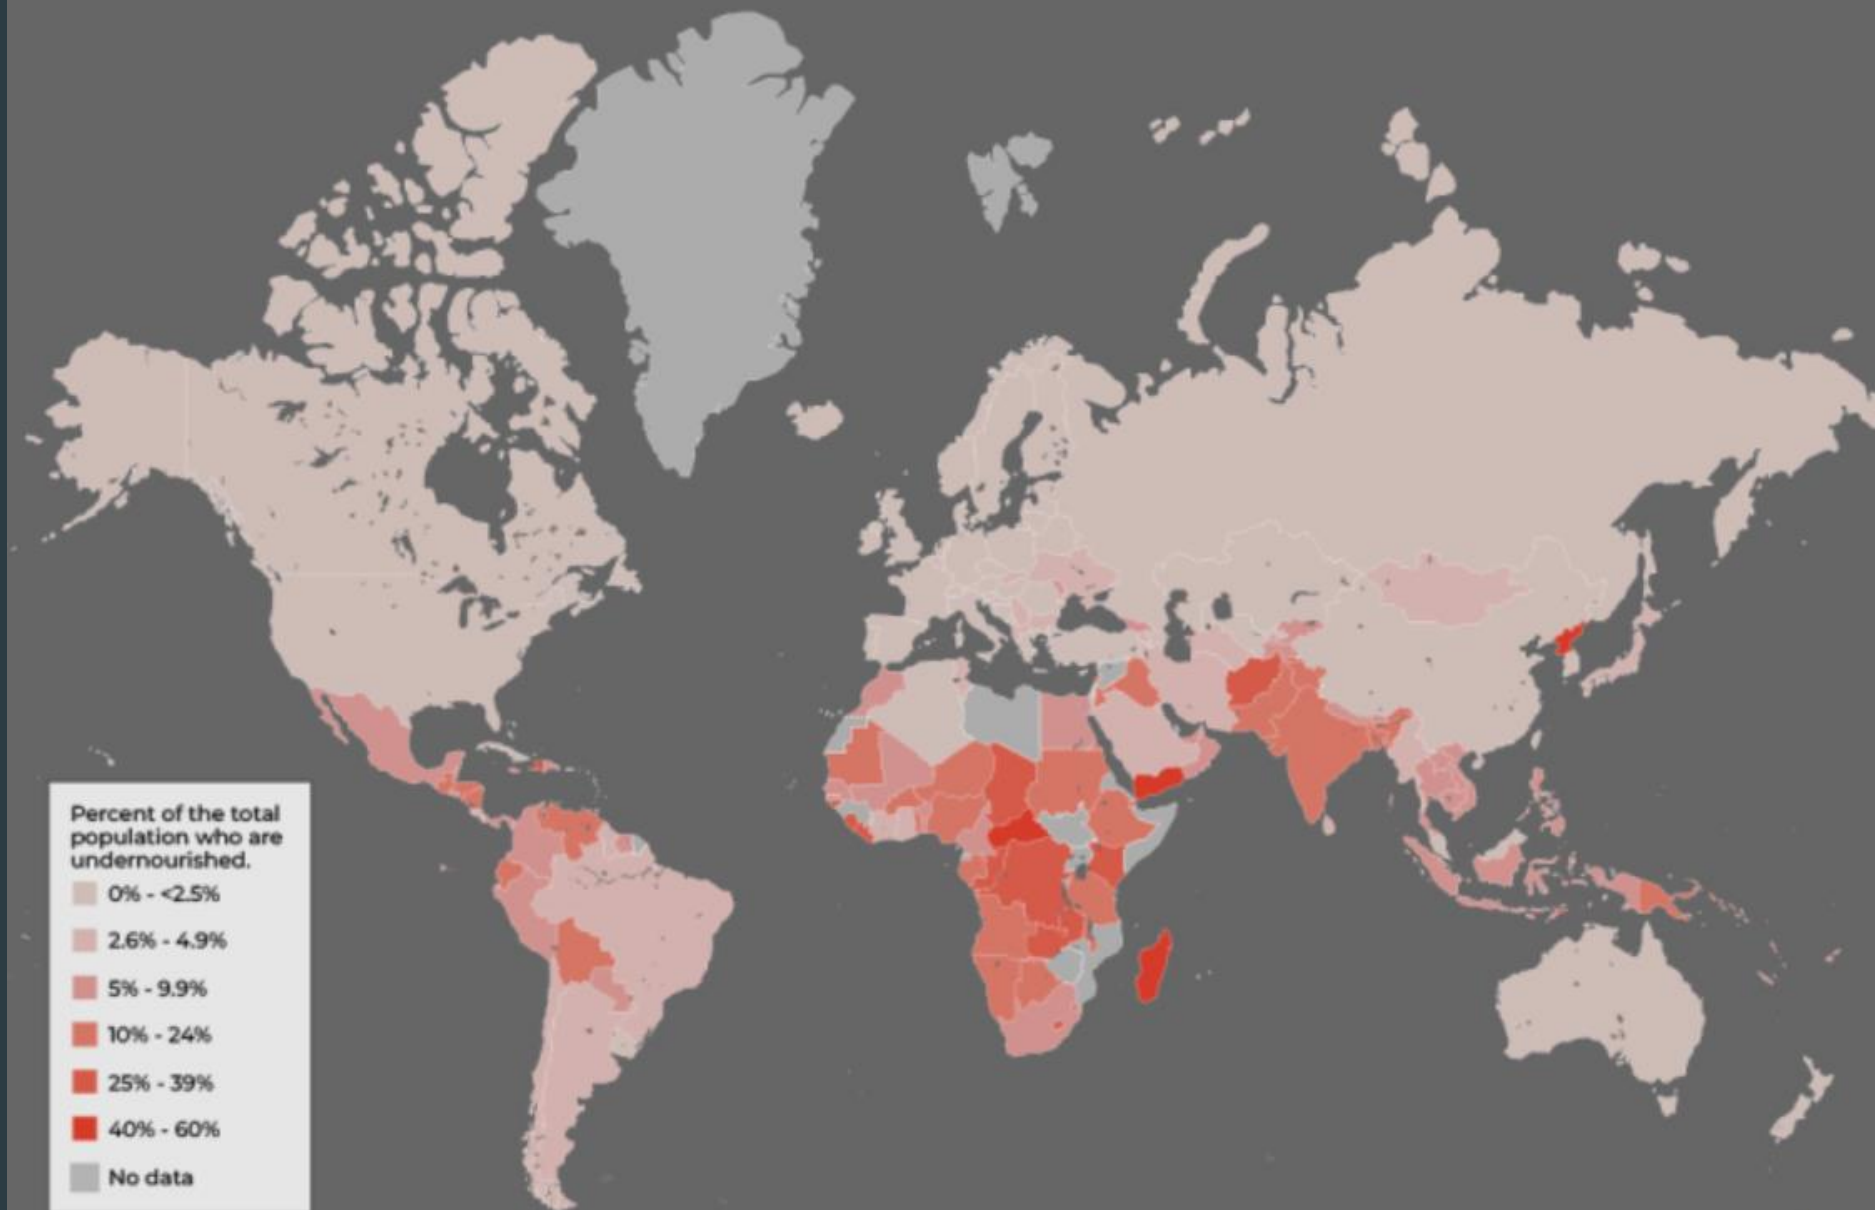 Percent of the total
population who are
undernourished.
0% - <2.5%
2.6% - 4.9%
5% - 9.9%
10% - 24%
25% - 39%
40% - 60%
No data